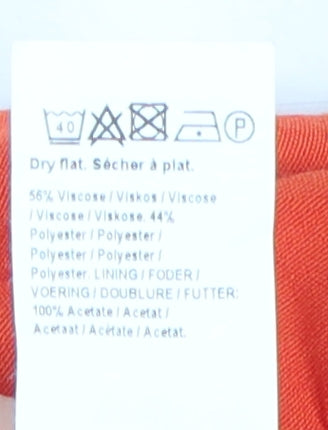 40 P
Dry flat. Sécher à plat.
56% Viscose / Viskos / Viscose
/ Viscose / Viskose. 44%
Polyester / Polyester /
Polyester / Polyester /
Polyester. LINING / FODER /
VOERING / DOUBLURE / FUTTER:
100% Acetate / Acetat /
Acetaat / Acétate / Acetat.